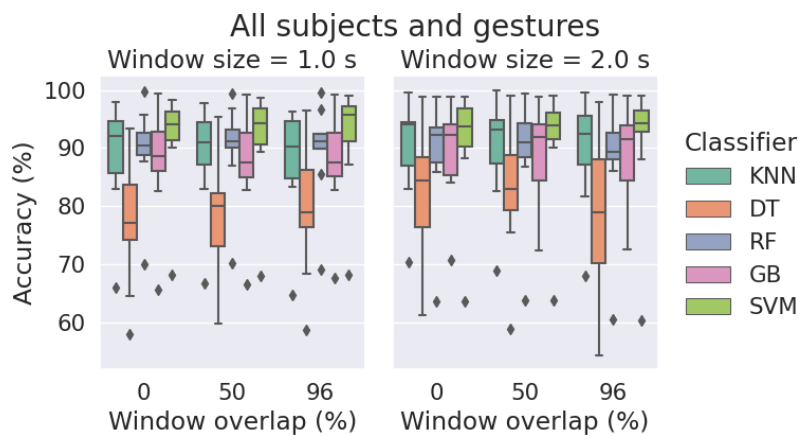 All subjects and gestures
Window size = 1.0 s
Window size = 2.0 s
Accuracy (%)
100
90
80
70
60
0
50
96
0
50
96
Window overlap (%)
Window overlap (%)
Classifier
KNN
DT
RF
GB
SVM